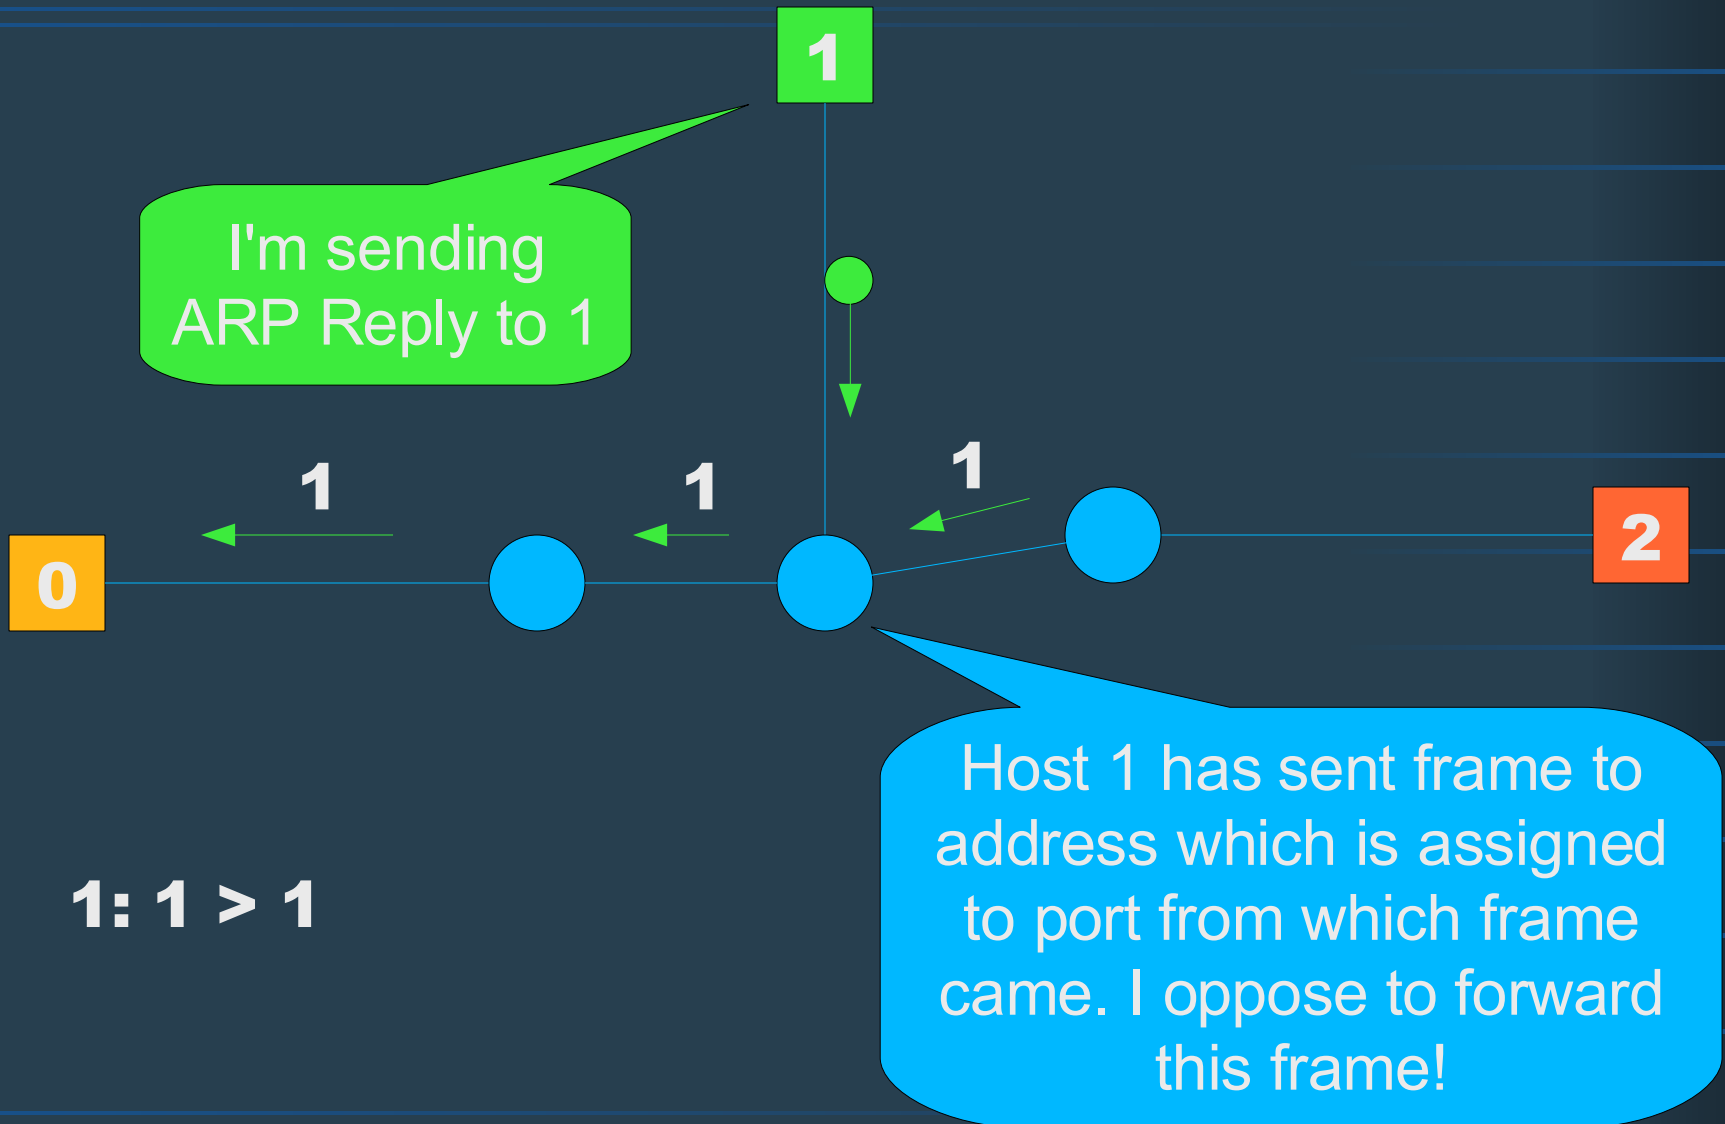 1
I'm sending
ARP Reply to 1
1
1
1
0
2
Host 1 has sent frame to
address which is assigned
to port from which frame
came. I oppose to forward
this frame!
1: 1 > 1